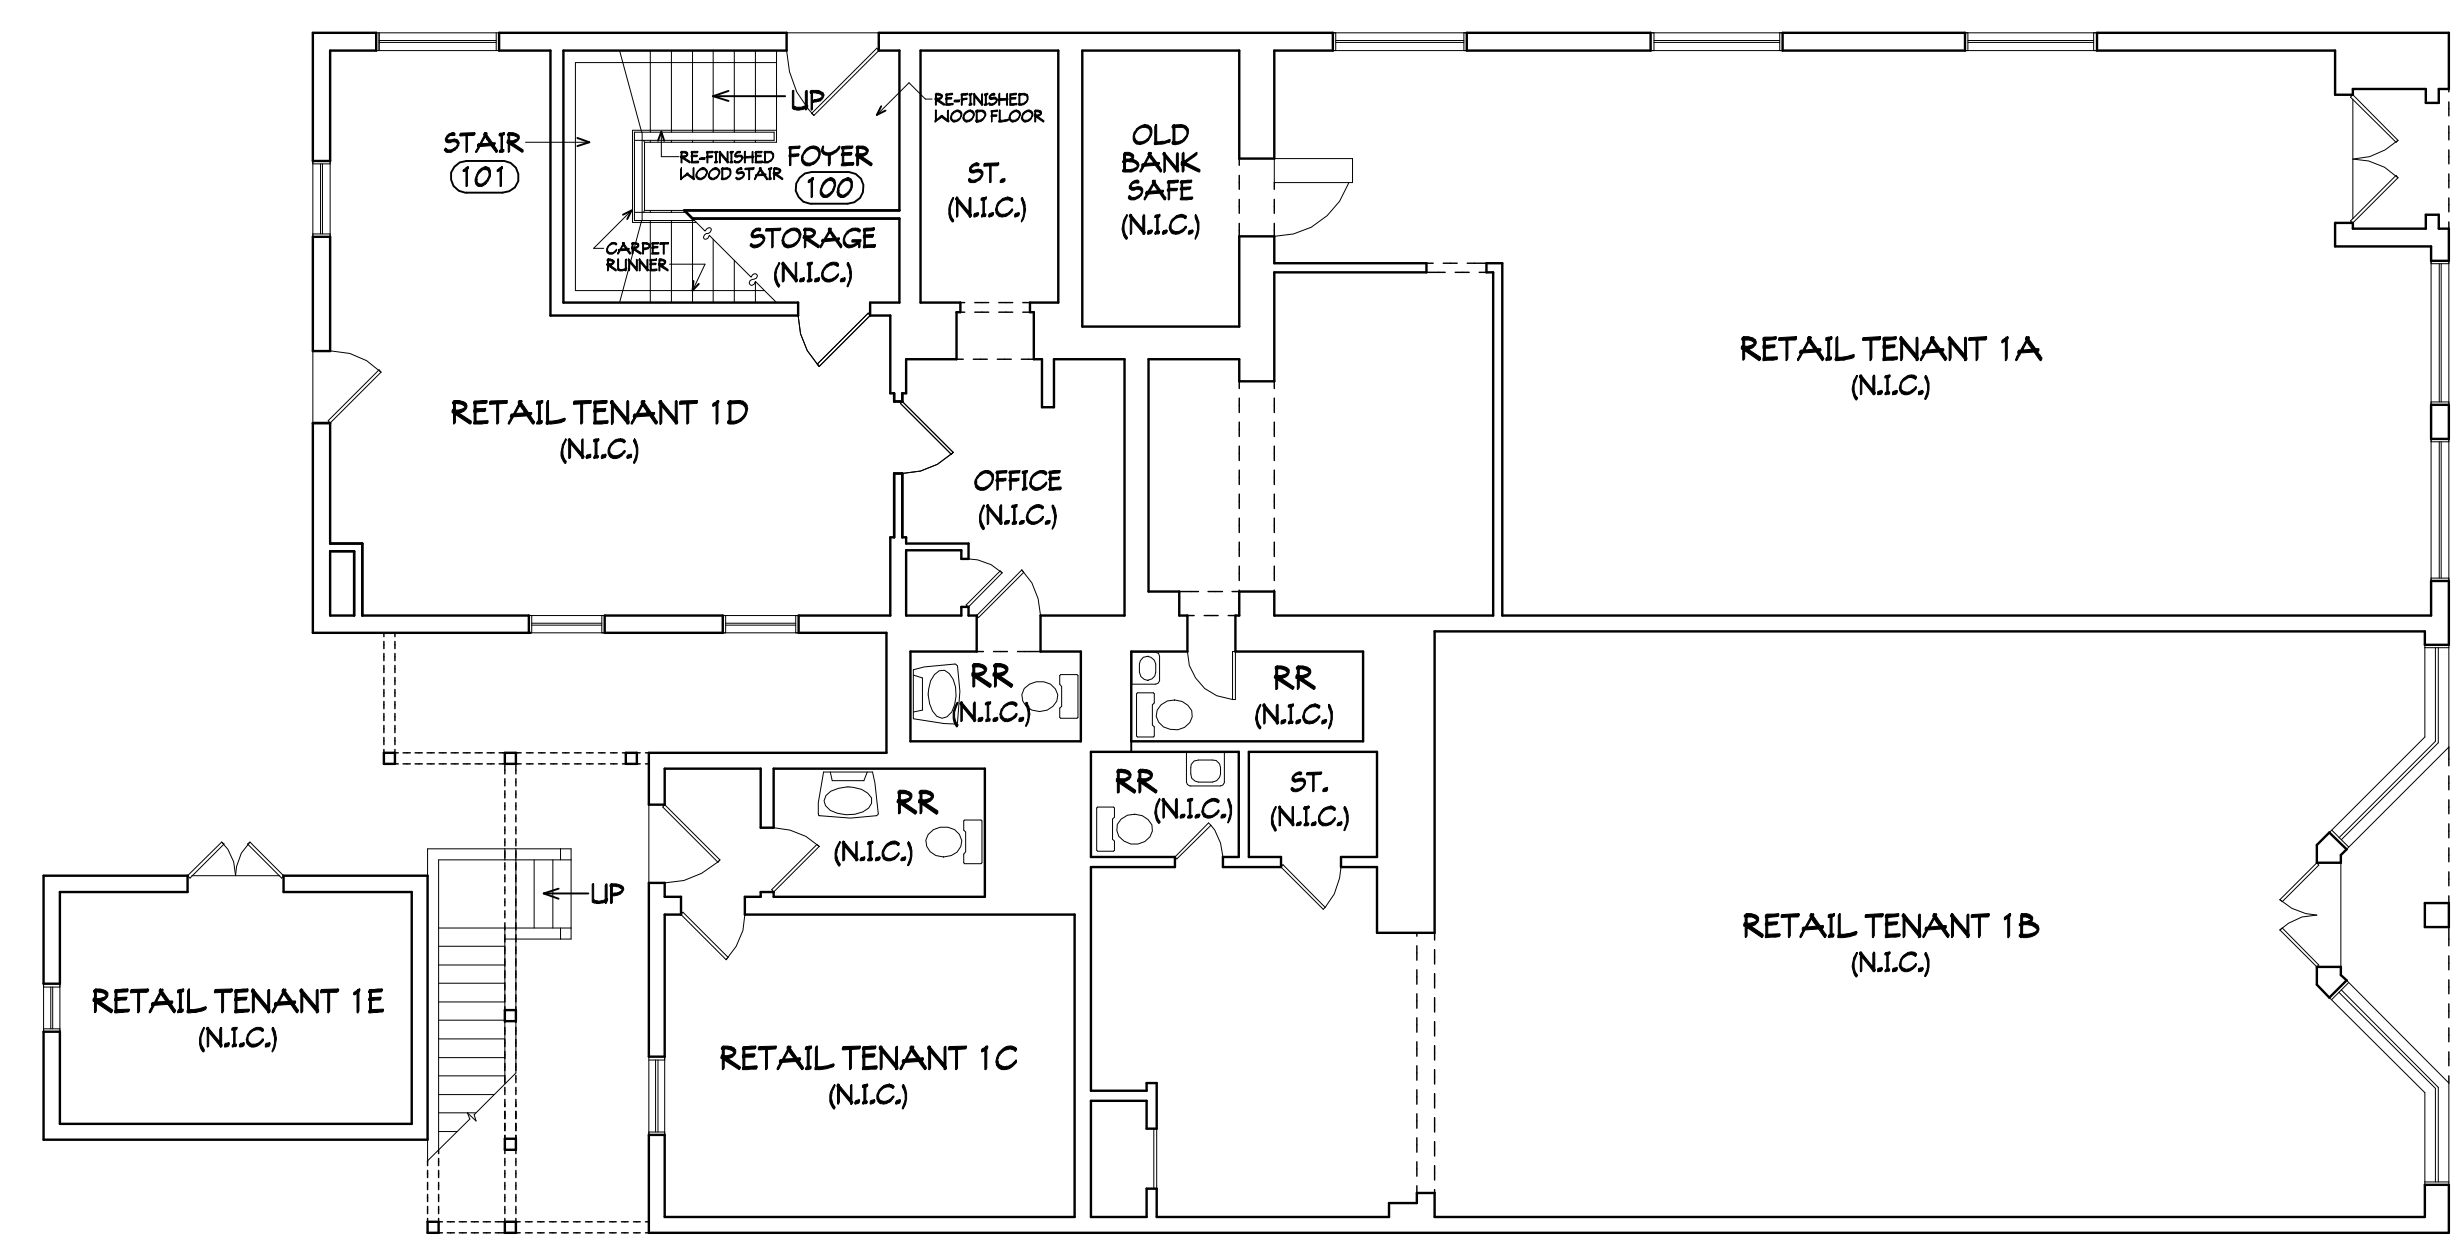 UP
RE-FINISHED
WOOD FLOOR
STAIR
101
RE-FINISHED
WOOD STAIR
FOYER
100
ST.
(N.I.C.)
OLD
BANK
SAFE
(N.I.C.)
CARPET
RUNNER
STORAGE
(N.I.C.)
RETAIL TENANT 1A
(N.I.C.)
RETAIL TENANT 1D
(N.I.C.)
OFFICE
(N.I.C.)
RR
(N.I.C.)
RR
(N.I.C.)
RR
(N.I.C.)
RR
(N.I.C.)
ST.
(N.I.C.)
UP
RETAIL TENANT 1B
(N.I.C.)
RETAIL TENANT 1E
(N.I.C.)
RETAIL TENANT 1C
(N.I.C.)